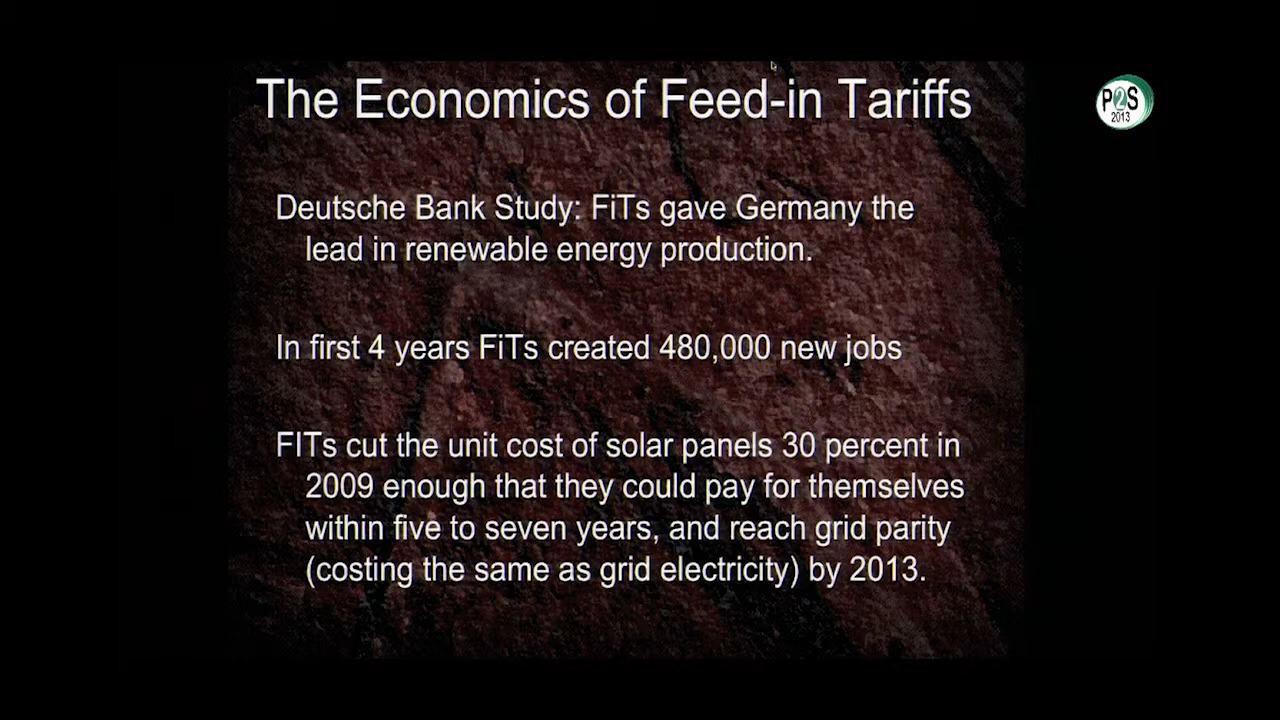 The Economics of Feed-in Tariffs
P2S
2013
Deutsche Bank Study: FiTs gave Germany the
lead in renewable energy production.
In first 4 years FiTs created 480,000 new jobs
FITs cut the unit cost of solar panels 30 percent in
2009 enough that they could pay for themselves
within five to seven years, and reach grid parity
(costing the same as grid electricity) by 2013.